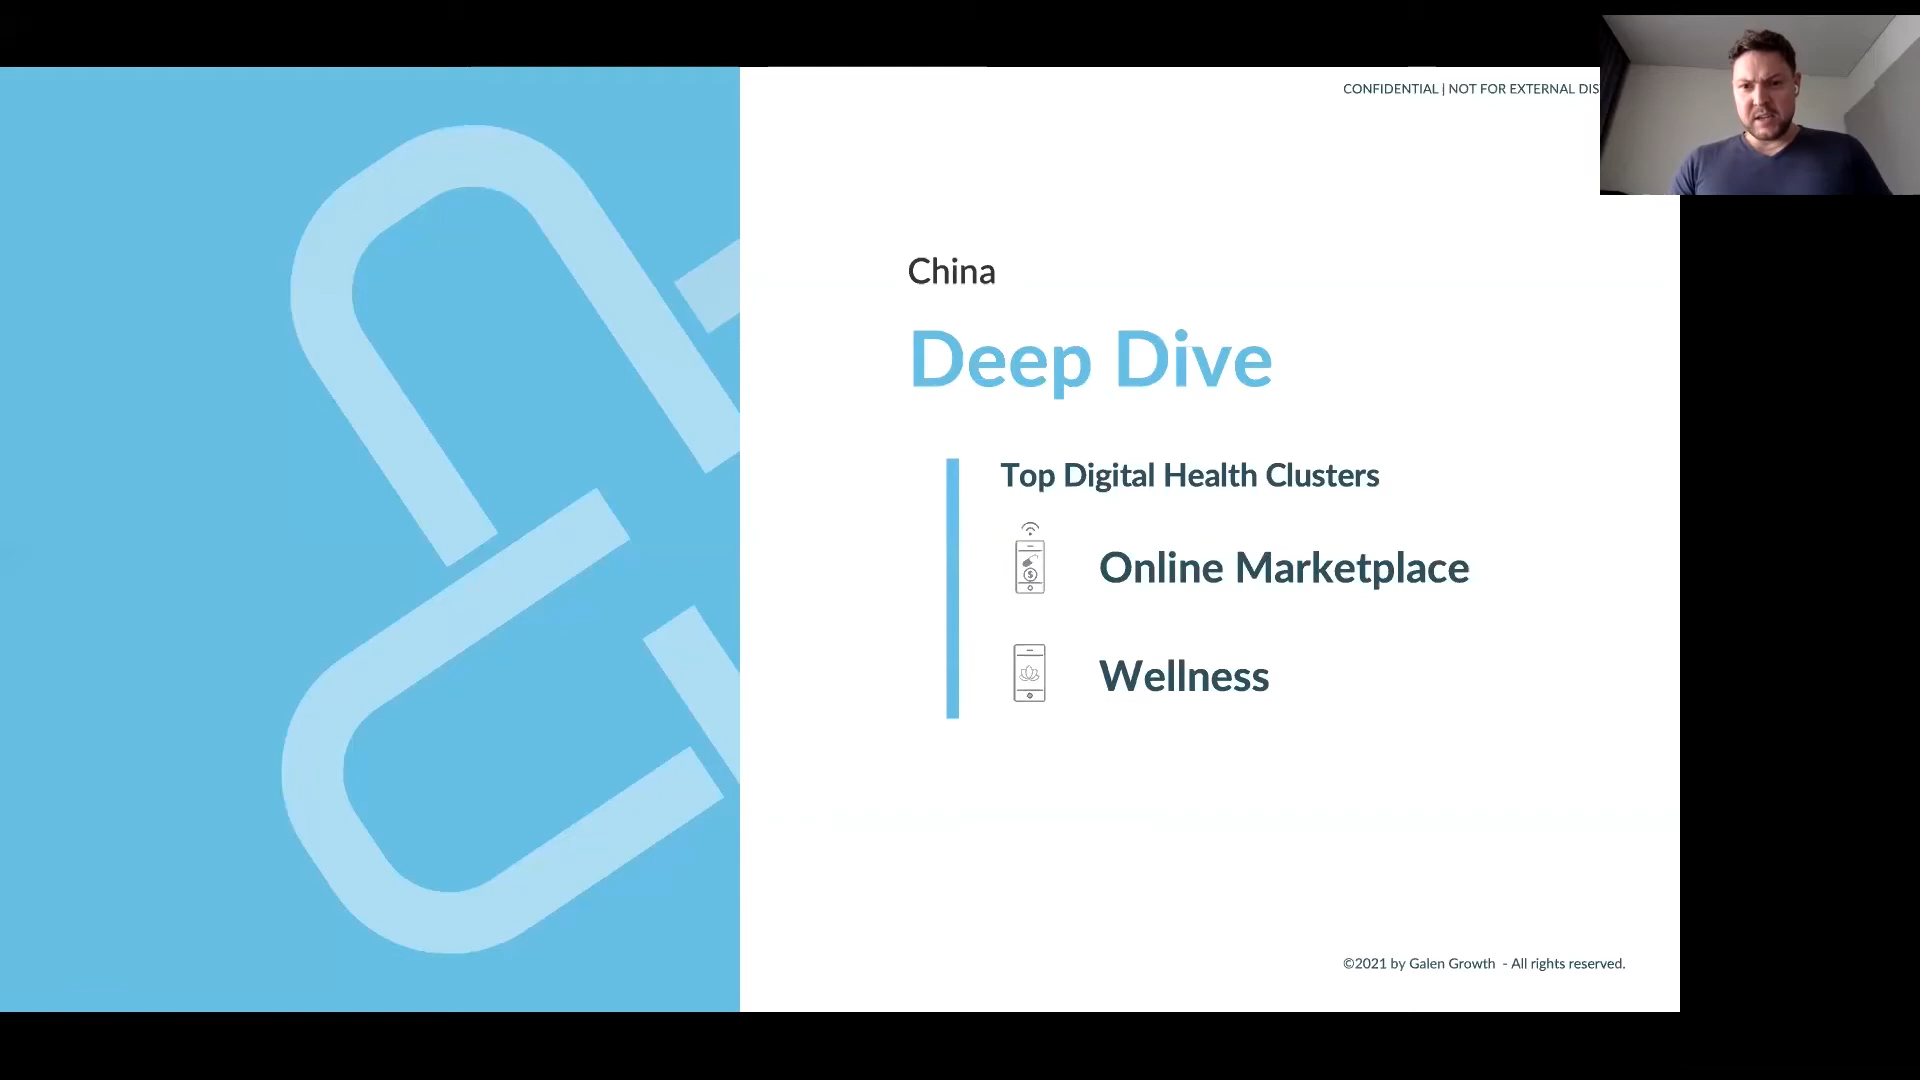 CONFIDENTIAL | NOT FOR EXTERNAL
China
Deep Dive
Top Digital Health Clusters
$
Online Marketplace
Wellness
©2021 by Galen Growth - All rights reserved.